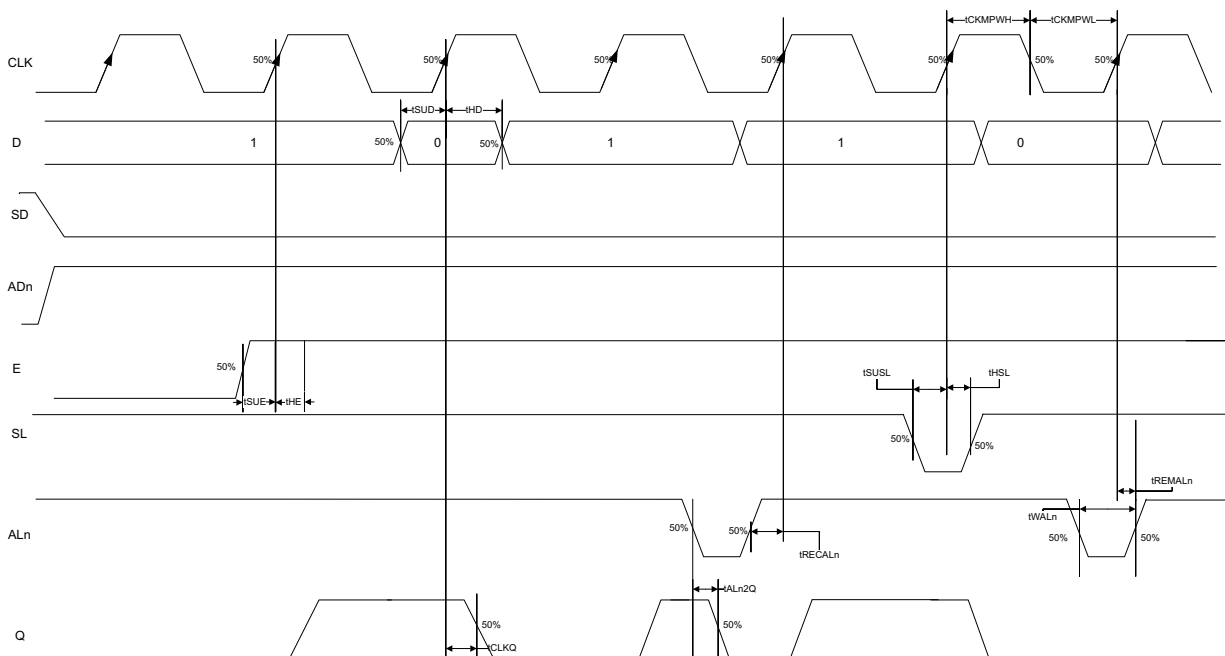 tCKMPWH tCKMPWL
CLK 50% 50% 50% 50% 50% 50% 50%
tSUD tHD
D 1 50% 0 50% 1 1 0
SD
ADn
E 50%
tSUE tHE
tSUSL tHSL
SL 50% 50%
tREMALn
tWALn
ALn 50% 50% 50% 50%
tRECALn
tALn2Q
Q 50% 50%
tCLKQ